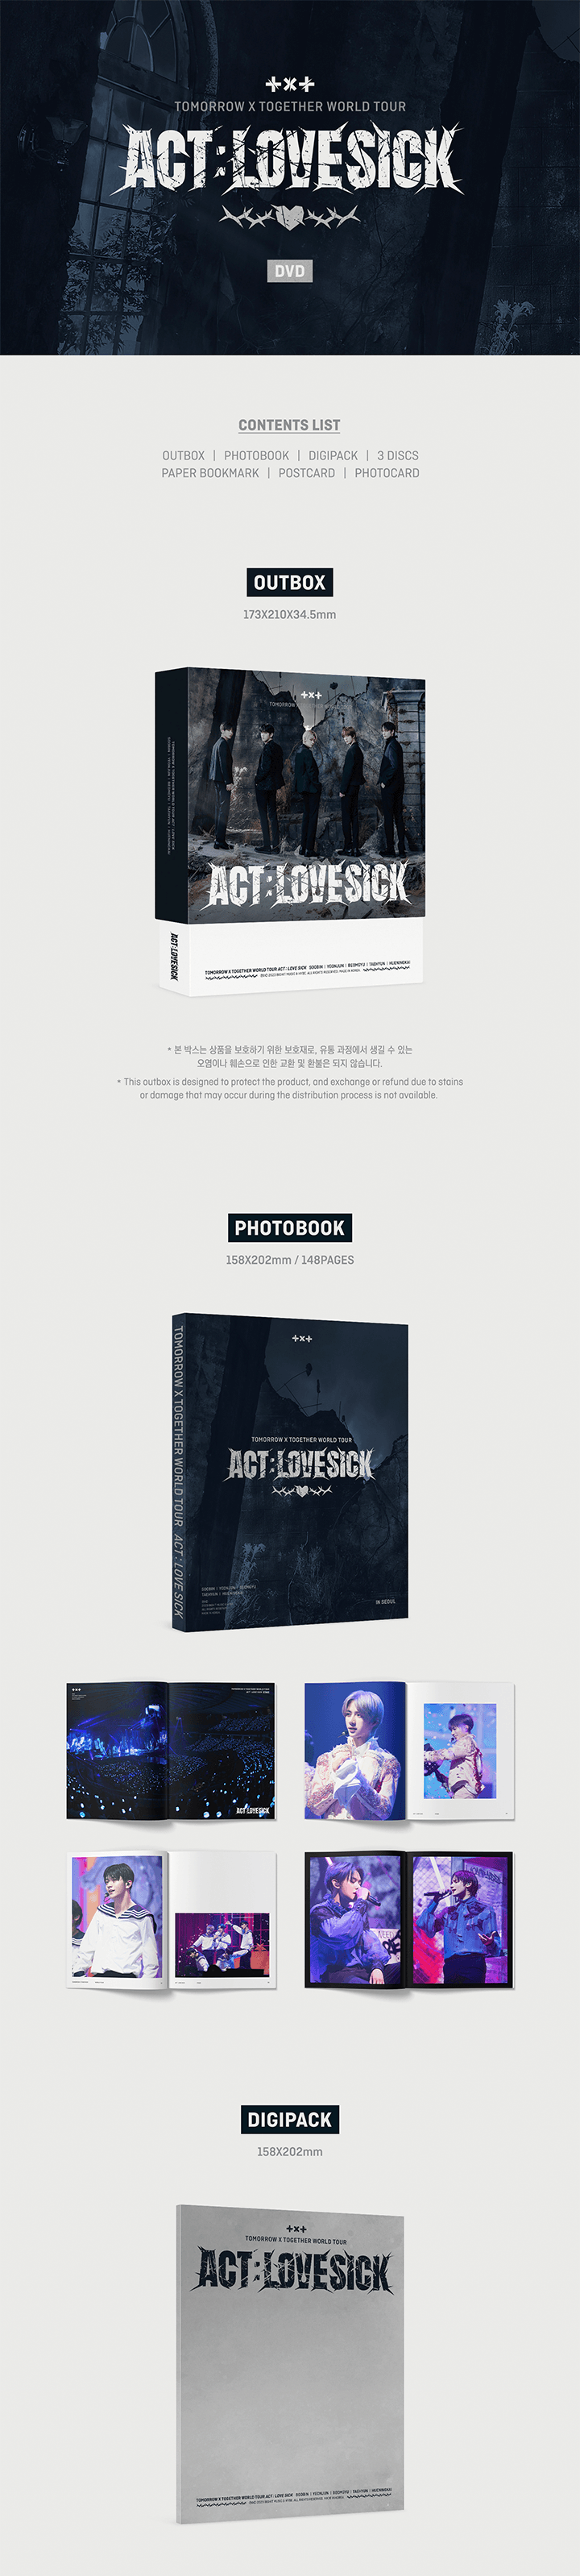 TOMORROW X TOGETHER WORLD TOUR
ACT : LOVE SICK
DVD
CONTENTS LIST
OUTBOX | PHOTOBOOK | DIGIPACK | 3 DISCS
PAPER BOOKMARK | POSTCARD | PHOTOCARD
OUTBOX
173X210X34.5mm
ACT : LOVE SICK
ACT : LOVE SICK
TOMORROW X TOGETHER WORLD TOUR ACT : LOVE SICK SOOBIN | YEONJUN | BEOMGYU | TAEHYUN | HUENINGKAI
* 본 박스는 상품을 보호하기 위한 보호재로, 유통 과정에서 생길 수 있는
오염이나 훼손으로 인한 교환 및 환불은 되지 않습니다.
* This outbox is designed to protect the product, and exchange or refund due to stains
or damage that may occur during the distribution process is not available.
PHOTOBOOK
158X202mm / 148PAGES
TOMORROW X TOGETHER WORLD TOUR ACT : LOVE SICK
TOMORROW X TOGETHER WORLD TOUR
ACT : LOVE SICK
SOOBIN | YEONJUN | BEOMGYU
TAEHYUN | HUENINGKAI
IN SEOUL
ACT : LOVE SICK
DIGIPACK
158X202mm
TOMORROW X TOGETHER WORLD TOUR
ACT : LOVE SICK
TOMORROW X TOGETHER WORLD TOUR ACT : LOVE SICK SOOBIN | YEONJUN | BEOMGYU | TAEHYUN | HUENINGKAI